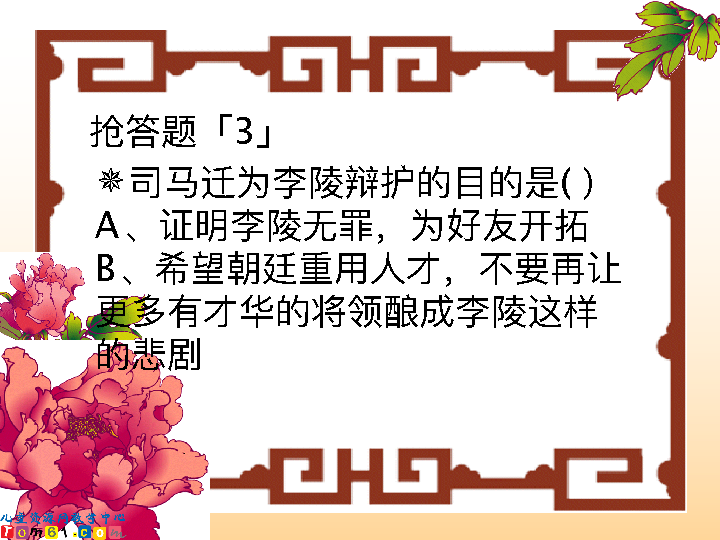 抢答题「3」
✵司马迁为李陵辩护的目的是( )
A、证明李陵无罪，为好友开拓
B、希望朝廷重用人才，不要再让
更多有才华的将领酿成李陵这样
的悲剧